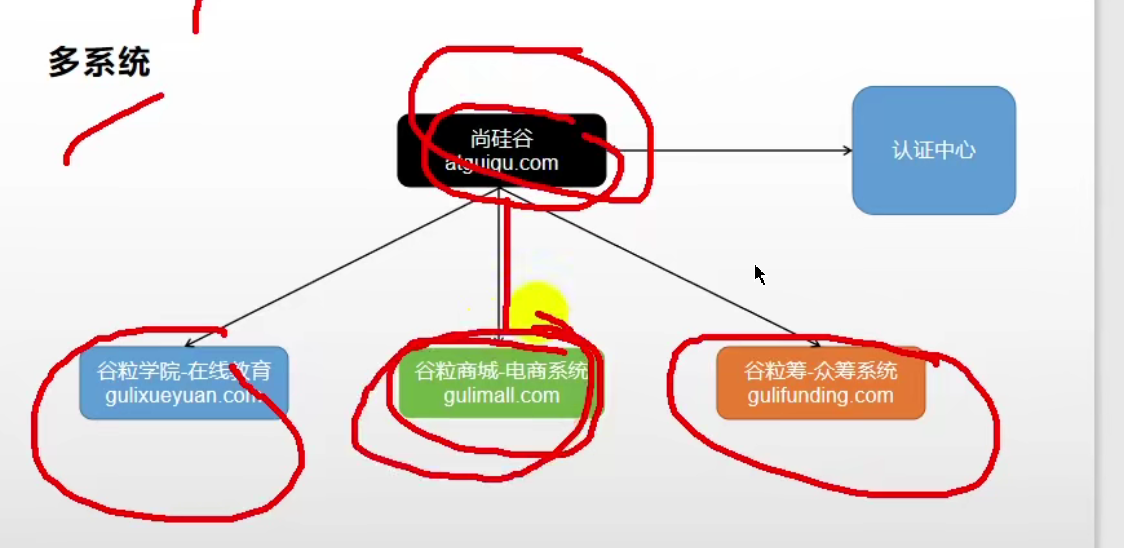 多系统
尚硅谷
atguigu.com
认证中心
谷粒学院-在线教育
gulixueyuan.com
谷粒商城-电商系统
gulimall.com
谷粒筹-众筹系统
gulifunding.com